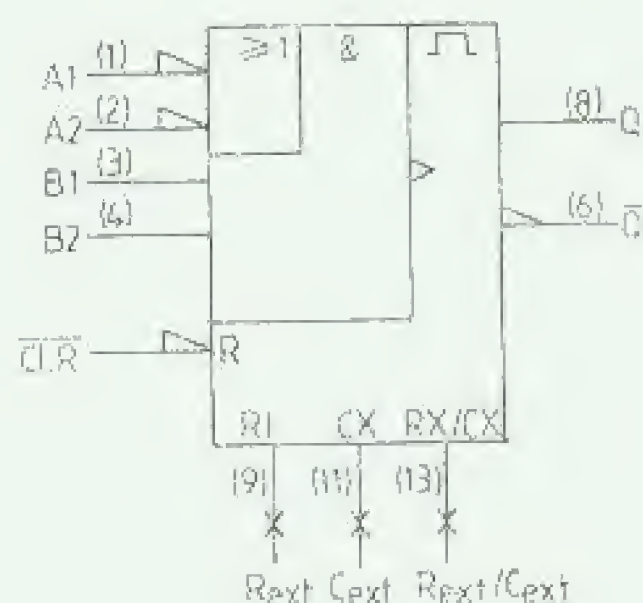 ≥1 & 
A1 (1)
A2 (2)
B1 (3)
B2 (4)
(8) Q
(6) Q̅
C̅L̅R̅ R
RI CX RX/CX
(9) (11) (13)
Rext Cext Rext/Cext